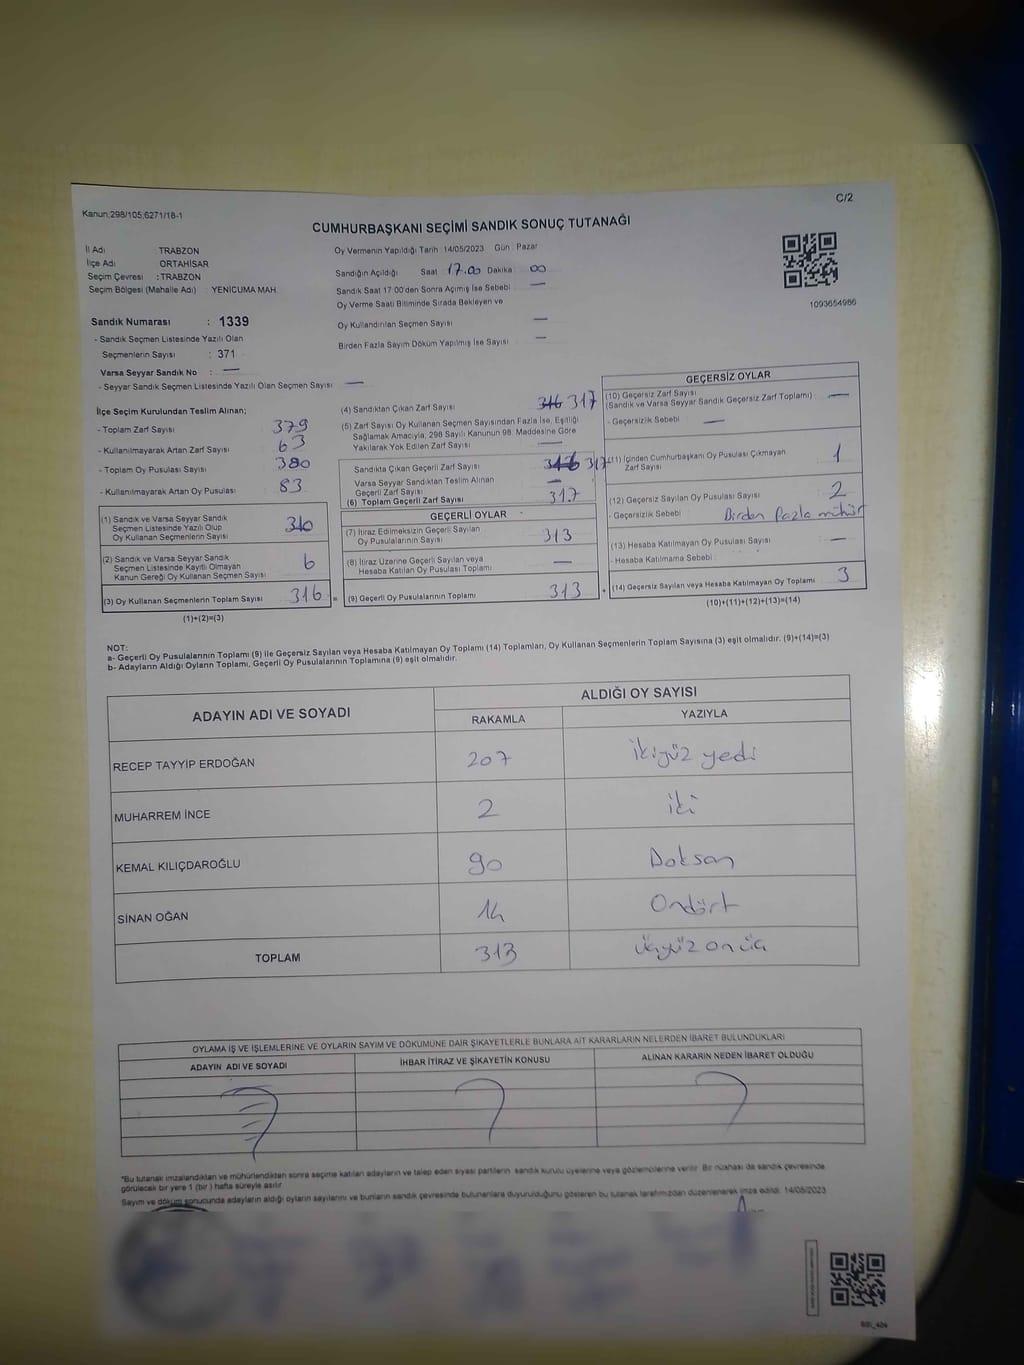 Kanun;298/105;6271/18-1
C/2
CUMHURBAŞKANI SEÇİMİ SANDIK SONUÇ TUTANAĞI
İl Adı TRABZON
İlçe Adı ORTAHİSAR
Seçim Çevresi : TRABZON
Seçim Bölgesi (Mahalle Adı) : YENİCUMA MAH.
Oy Vermenin Yapıldığı Tarih 14/05/2023 Gün : Pazar
Sandığın Açıldığı Saat 17.00 Dakika 00
Sandık Saat 17:00'den Sonra Açımış İse Sebebi —
Oy Verme Saati Bitiminde Sırada Bekleyen ve
Oy Kullandırılan Seçmen Sayısı —
Birden Fazla Sayım Döküm Yapılmış İse Sayısı —
1093654966
Sandık Numarası : 1339
- Sandık Seçmen Listesinde Yazılı Olan
Seçmenlerin Sayısı : 371
Varsa Seyyar Sandık No : —
- Seyyar Sandık Seçmen Listesinde Yazılı Olan Seçmen Sayısı —
İlçe Seçim Kurulundan Teslim Alınan;
- Toplam Zarf Sayısı 379
- Kullanılmayarak Artan Zarf Sayısı 63
- Toplam Oy Pusulası Sayısı 380
- Kullanılmayarak Artan Oy Pusulası 83
(1) Sandık ve Varsa Seyyar Sandık
Seçmen Listesinde Yazılı Olup
Oy Kullanan Seçmenlerin Sayısı 310
(2) Sandık ve Varsa Seyyar Sandık
Seçmen Listesinde Kayıtlı Olmayan
Kanun Gereği Oy Kullanan Seçmen Sayısı 6
(3) Oy Kullanan Seçmenlerin Toplam Sayısı 316 =
(1)+(2)=(3)
(4) Sandıktan Çıkan Zarf Sayısı 316 317
(5) Zarf Sayısı Oy Kullanan Seçmen Sayısından Fazla İse, Eşitliği
Sağlamak Amacıyla, 298 Sayılı Kanunun 98. Maddesine Göre
Yakılarak Yok Edilen Zarf Sayısı —
Sandıkta Çıkan Geçerli Zarf Sayısı 316 317
Varsa Seyyar Sandıktan Teslim Alınan
Geçerli Zarf Sayısı —
(6) Toplam Geçerli Zarf Sayısı 317
GEÇERLİ OYLAR
(7) İtiraz Edilmeksizin Geçerli Sayılan
Oy Pusulalarının Sayısı 313
(8) İtiraz Üzerine Geçerli Sayılan veya
Hesaba Katılan Oy Pusulası Toplamı —
(9) Geçerli Oy Pusulalarının Toplamı 313 +
GEÇERSİZ OYLAR
(10) Geçersiz Zarf Sayısı
(Sandık ve Varsa Seyyar Sandık Geçersiz Zarf Toplamı) —
- Geçersizlik Sebebi —
(11) İçinden Cumhurbaşkanı Oy Pusulası Çıkmayan
Zarf Sayısı 1
(12) Geçersiz Sayılan Oy Pusulası Sayısı 2
- Geçersizlik Sebebi Birden fazla mühür
(13) Hesaba Katılmayan Oy Pusulası Sayısı —
- Hesaba Katılmama Sebebi :
(14) Geçersiz Sayılan veya Hesaba Katılmayan Oy Toplamı 3
(10)+(11)+(12)+(13)=(14)
NOT:
a- Geçerli Oy Pusulalarının Toplamı (9) ile Geçersiz Sayılan veya Hesaba Katılmayan Oy Toplamı (14) Toplamları, Oy Kullanan Seçmenlerin Toplam Sayısına (3) eşit olmalıdır. (9)+(14)=(3)
b- Adayların Aldığı Oyların Toplamı, Geçerli Oy Pusulalarının Toplamına (9) eşit olmalıdır.
ADAYIN ADI VE SOYADI
ALDIĞI OY SAYISI
RAKAMLA YAZIYLA
RECEP TAYYİP ERDOĞAN 207 ikiyüz yedi
MUHARREM İNCE 2 iki
KEMAL KILIÇDAROĞLU 90 Doksan
SİNAN OĞAN 14 Ondört
TOPLAM 313 üçyüz onüç
OYLAMA İŞ VE İŞLEMLERİNE VE OYLARIN SAYIM VE DÖKÜMÜNE DAİR ŞİKAYETLERLE BUNLARA AİT KARARLARIN NELERDEN İBARET BULUNDUKLARI
ADAYIN ADI VE SOYADI
İHBAR İTİRAZ VE ŞİKAYETİN KONUSU
ALINAN KARARIN NEDEN İBARET OLDUĞU
*Bu tutanak imzalandıktan ve mühürlendikten sonra seçime katılan adayların ve talep eden siyasi partilerin sandık kurulu üyelerine veya gözlemcilerine verilir. Bir nüshası da sandık çevresinde
görülecek bir yere 1 (bir) hafta süreyle asılır
Sayım ve döküm sonucunda adayların aldığı oyların sayılarını ve bunların sandık çevresinde bulunanlara duyurulduğunu gösteren bu tutanak tarafımızdan düzenlenerek imza edildi. 14/05/2023